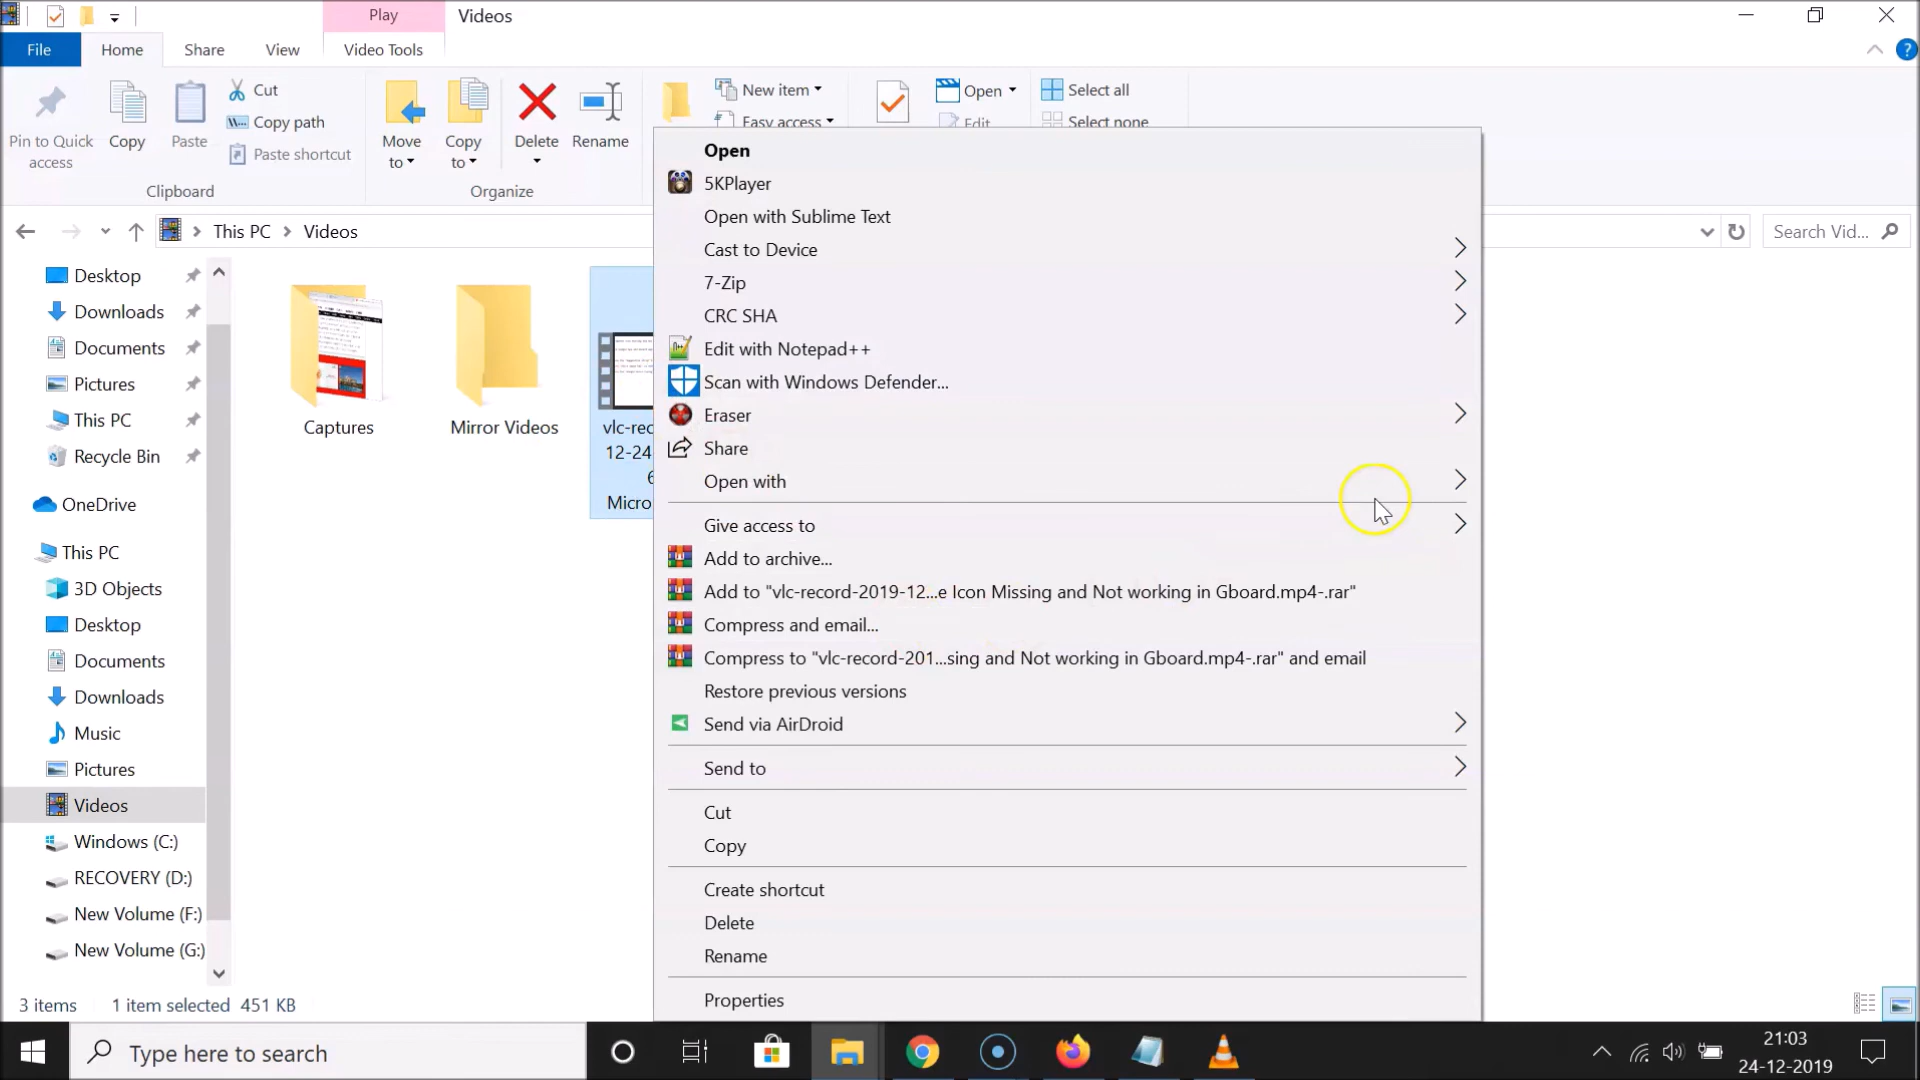 Play
Videos
File
Home
Share
View
Video Tools
Pin to Quick
access
Copy
Paste
Cut
Copy path
Paste shortcut
Clipboard
Move
to
Copy
to
Delete
Rename
Organize
New item
Easy access
Open
Edit
Select all
Select none
This PC
Videos
Search Vid...
Desktop
Downloads
Documents
Pictures
This PC
Recycle Bin
OneDrive
This PC
3D Objects
Desktop
Documents
Downloads
Music
Pictures
Videos
Windows (C:)
RECOVERY (D:)
New Volume (F:)
New Volume (G:)
Captures
Mirror Videos
vlc-rec
12-24
6
Micro
Open
5KPlayer
Open with Sublime Text
Cast to Device
7-Zip
CRC SHA
Edit with Notepad++
Scan with Windows Defender...
Eraser
Share
Open with
Give access to
Add to archive...
Add to "vlc-record-2019-12...e Icon Missing and Not working in Gboard.mp4-.rar"
Compress and email...
Compress to "vlc-record-201...sing and Not working in Gboard.mp4-.rar" and email
Restore previous versions
Send via AirDroid
Send to
Cut
Copy
Create shortcut
Delete
Rename
Properties
3 items
1 item selected 451 KB
Type here to search
21:03
24-12-2019